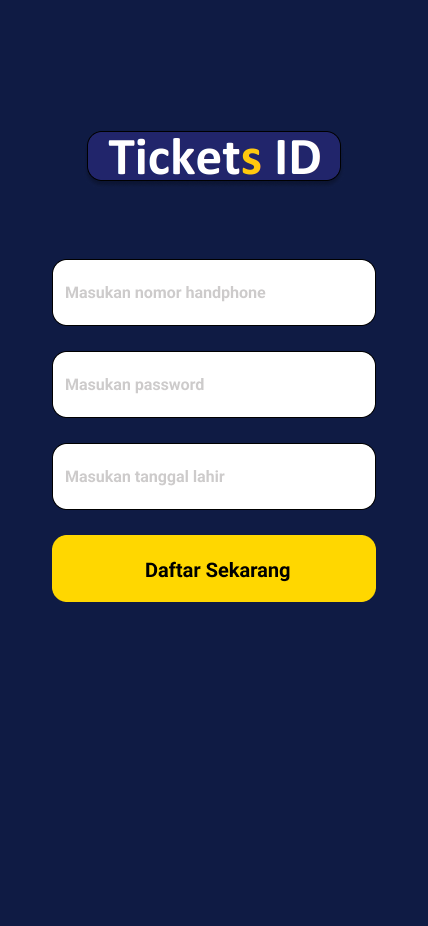 Tickets ID
Masukan nomor handphone
Masukan password
Masukan tanggal lahir
Daftar Sekarang